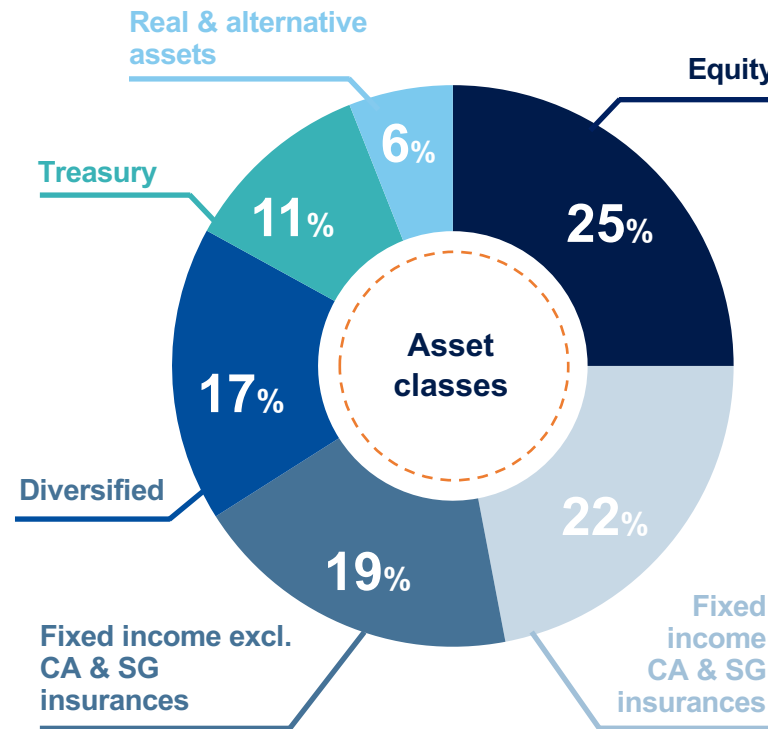 Real & alternative
assets
Equity
6%
Treasury
11%
25%
Asset
classes
17%
Diversified
22%
19%
Fixed income excl.
CA & SG
insurances
Fixed
income
CA & SG
insurances